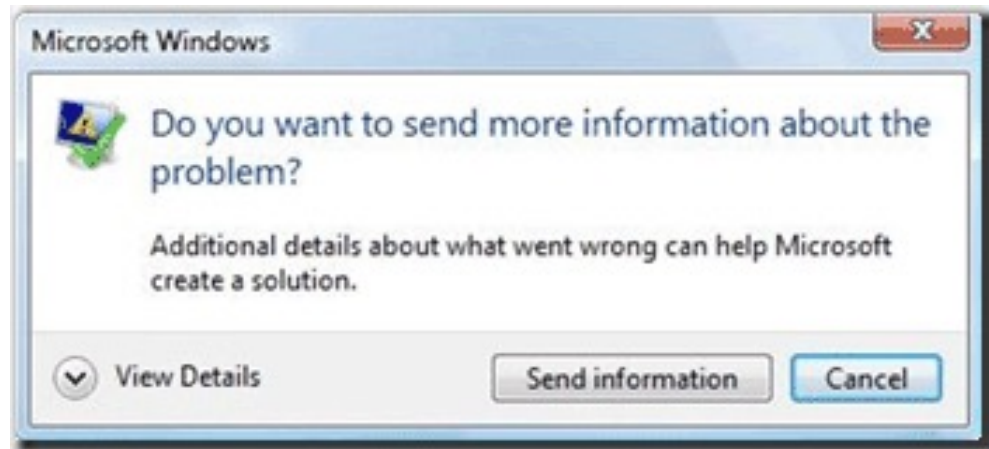 Microsoft Windows
Do you want to send more information about the
problem?
Additional details about what went wrong can help Microsoft
create a solution.
View Details
Send information
Cancel